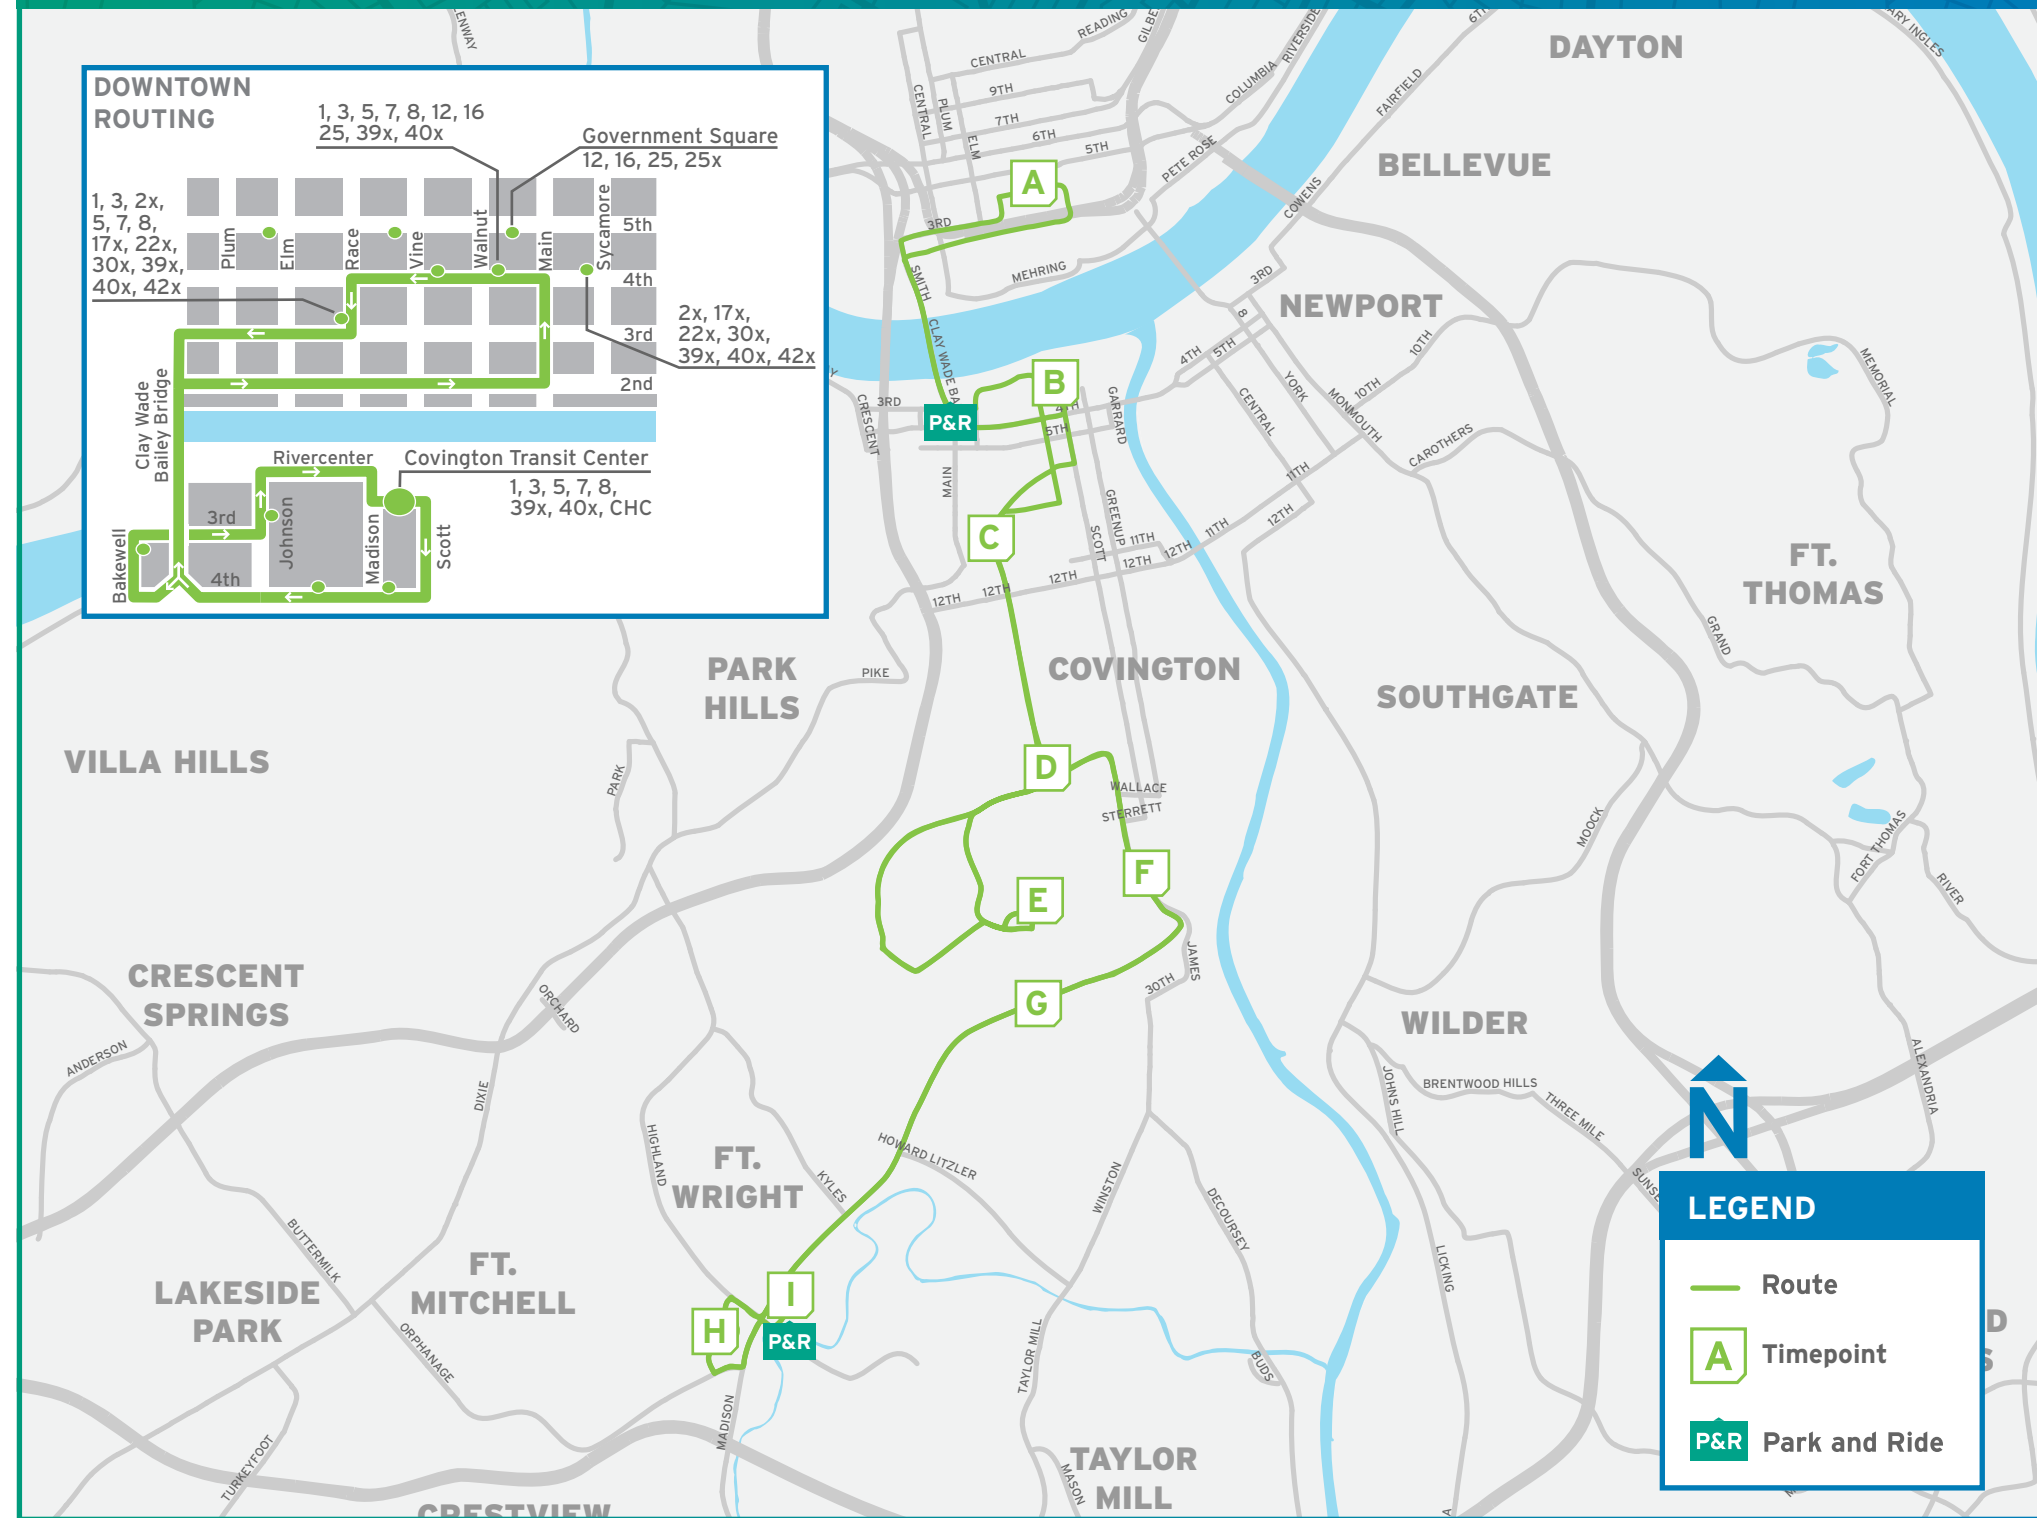 DOWNTOWN
ROUTING
1, 3, 5, 7, 8, 12, 16
25, 39x, 40x
Government Square
12, 16, 25, 25x
1, 3, 2x,
5, 7, 8,
17x, 22x,
30x, 39x,
40x, 42x
Plum
Elm
Race
Vine
Walnut
Main
Sycamore
5th
4th
3rd
2nd
2x, 17x,
22x, 30x,
39x, 40x, 42x
Clay Wade
Bailey Bridge
Rivercenter
Covington Transit Center
1, 3, 5, 7, 8,
39x, 40x, CHC
Bakewell
3rd
4th
Johnson
Madison
Scott
READING
CENTRAL
9TH
7TH
6TH
5TH
CENTRAL
PLUM
ELM
COLUMBIA
RIVERSIDE
PETE ROSE
6TH
FAIRFIELD
DAYTON
BELLEVUE
COWENS
A
3RD
SMITH
MEHRING
3RD
NEWPORT
B
4TH
5TH
10TH
10TH
MEMORIAL
CLAY WADE BA
B
P&R
3RD
CRESCENT
4TH
5TH
GARRARD
MAIN
CENTRAL
YORK
MONMOUTH
CAROTHERS
11TH
12TH
C
SCOTT
GREENUP
11TH
12TH
12TH
11TH
12TH
12TH
12TH
FT.
THOMAS
GRAND
PARK
HILLS
PIKE
COVINGTON
SOUTHGATE
VILLA HILLS
PARK
D
WALLACE
STERRETT
MOOCK
FORT THOMAS
RIVER
F
E
JAMES
30TH
G
CRESCENT
SPRINGS
ORCHARD
ANDERSON
DIXIE
WILDER
BRENTWOOD HILLS
JOHNS HILL
THREE MILE
ALEXANDRIA
N
HIGHLAND
FT.
WRIGHT
KYLES
HOWARD LITZLER
WINSTON
DECOURSEY
LICKING
BUTTERMILK
LAKESIDE
PARK
FT.
MITCHELL
ORPHANAGE
I
H
P&R
TAYLOR MILL
BUDS
MADISON
TURKEYFOOT
MASON
TAYLOR
MILL
CRESTVIEW
LEGEND
Route
A Timepoint
P&R Park and Ride